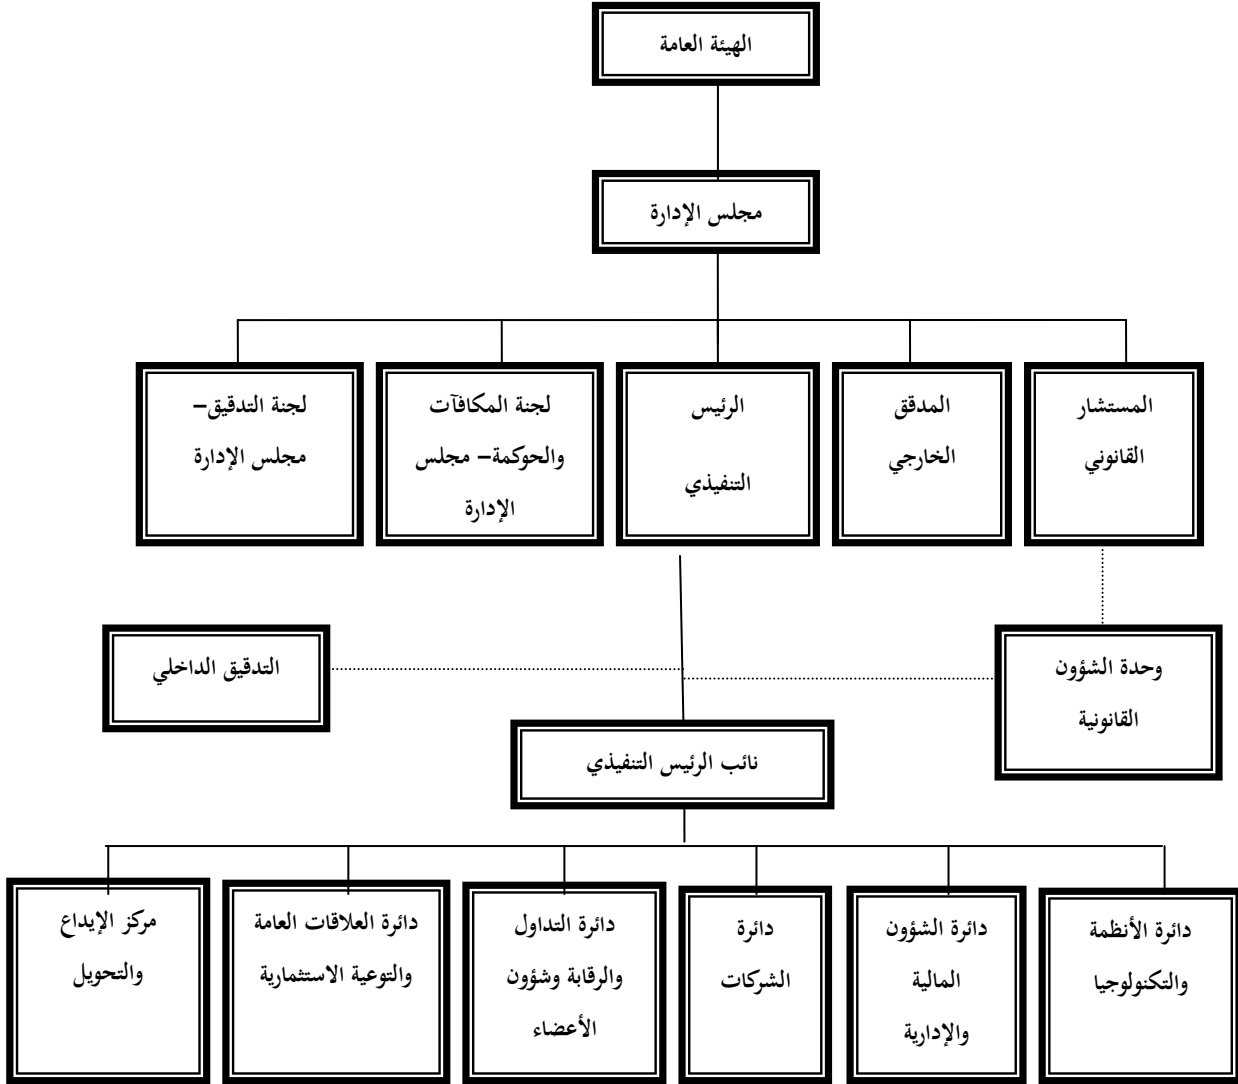 الهيئة العامة
مجلس الإدارة
المستشار
القانوني
المدقق
الخارجي
الرئيس
التنفيذي
لجنة المكافآت
والحوكمة– مجلس
الإدارة
لجنة التدقيق–
مجلس الإدارة
وحدة الشؤون
القانونية
التدقيق الداخلي
نائب الرئيس التنفيذي
دائرة الأنظمة
والتكنولوجيا
دائرة الشؤون
المالية
والإدارية
دائرة
الشركات
دائرة التداول
والرقابة وشؤون
الأعضاء
دائرة العلاقات العامة
والتوعية الاستثمارية
مركز الإيداع
والتحويل